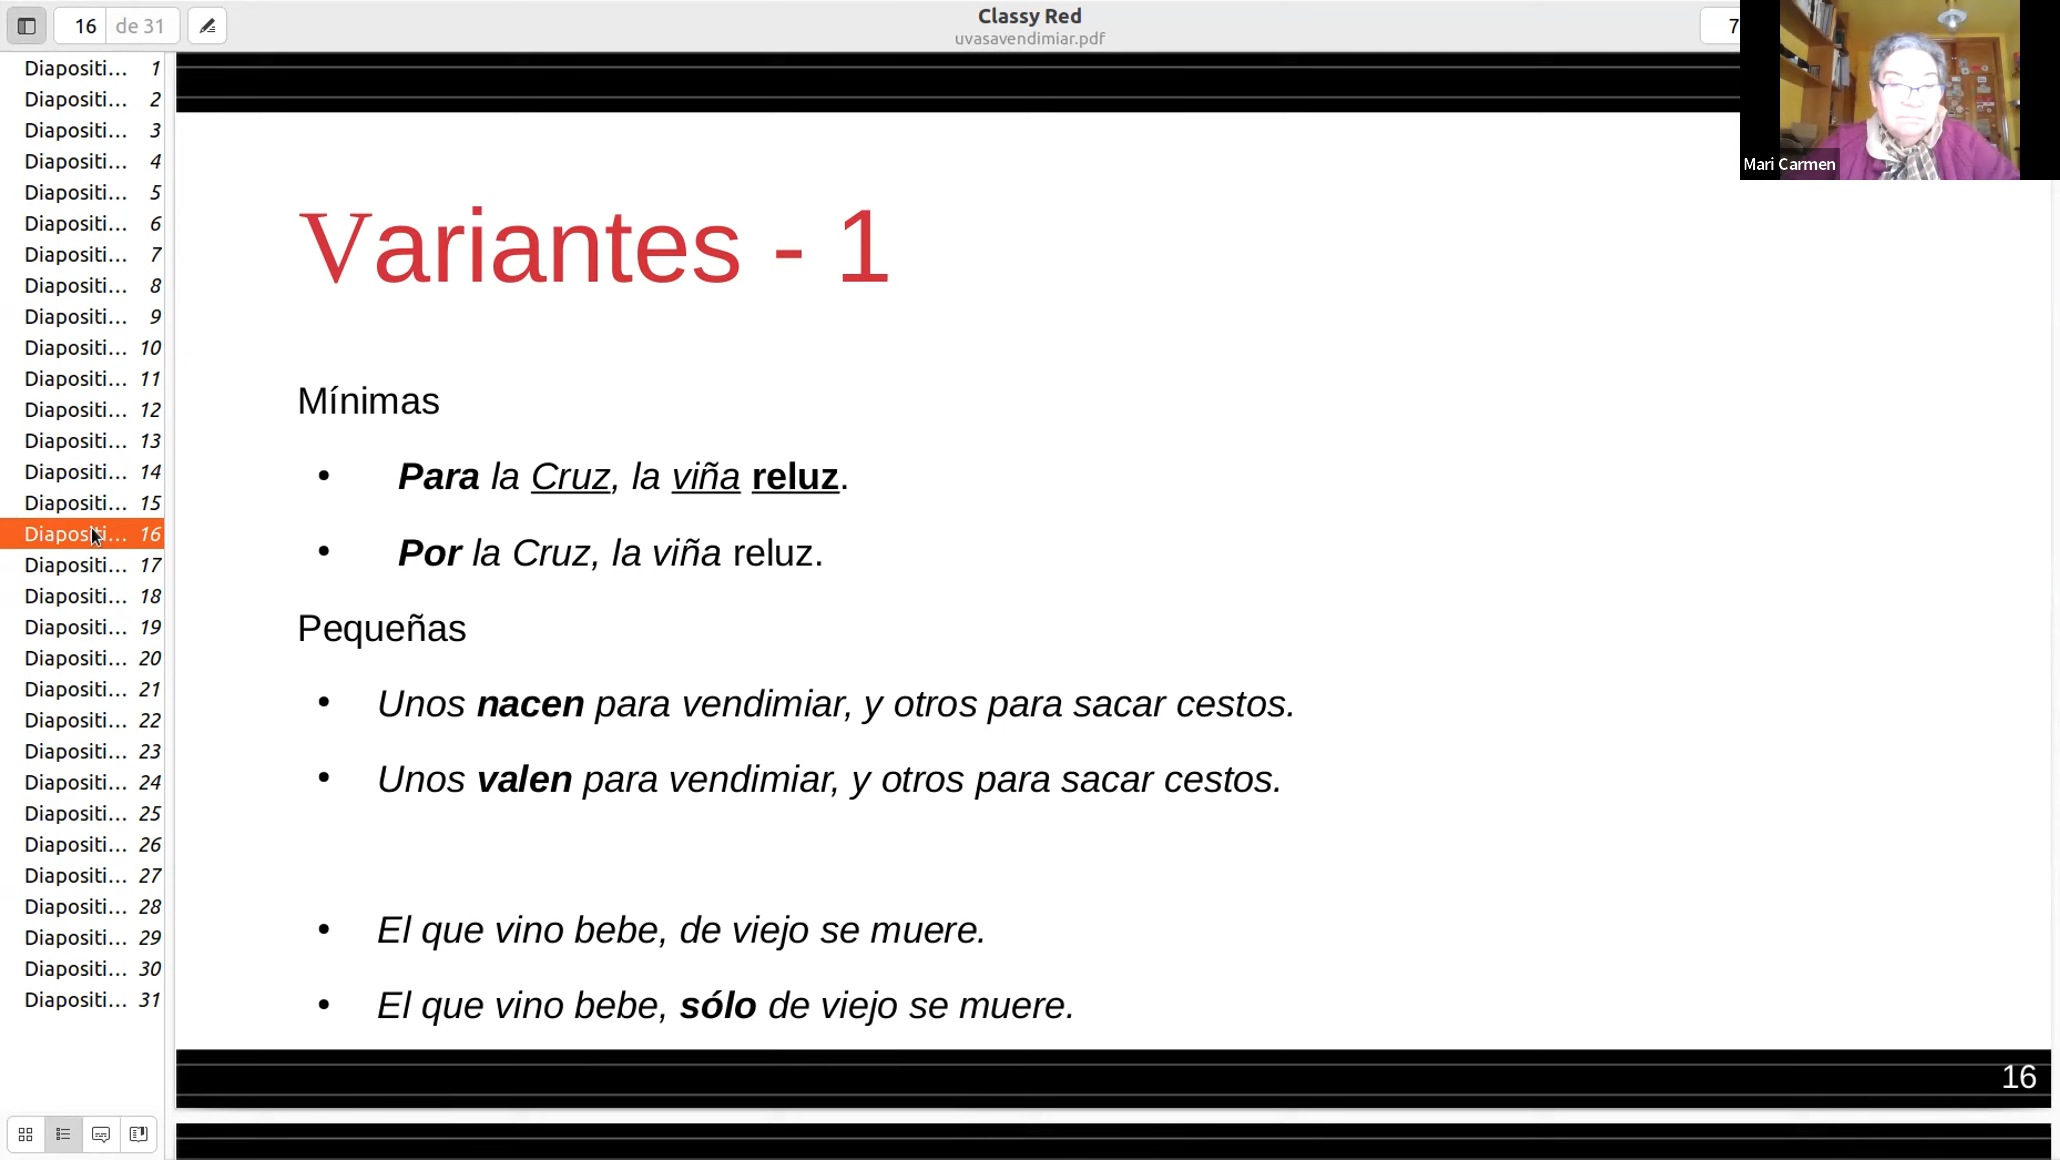 16 de 31
Classy Red
uvasavendimiar.pdf
7
Mari Carmen
Diapositi... 1
Diapositi... 2
Diapositi... 3
Diapositi... 4
Diapositi... 5
Diapositi... 6
Diapositi... 7
Diapositi... 8
Diapositi... 9
Diapositi... 10
Diapositi... 11
Diapositi... 12
Diapositi... 13
Diapositi... 14
Diapositi... 15
Diapositi... 16
Diapositi... 17
Diapositi... 18
Diapositi... 19
Diapositi... 20
Diapositi... 21
Diapositi... 22
Diapositi... 23
Diapositi... 24
Diapositi... 25
Diapositi... 26
Diapositi... 27
Diapositi... 28
Diapositi... 29
Diapositi... 30
Diapositi... 31
Variantes - 1
Mínimas
• Para la Cruz, la viña reluz.
• Por la Cruz, la viña reluz.
Pequeñas
• Unos nacen para vendimiar, y otros para sacar cestos.
• Unos valen para vendimiar, y otros para sacar cestos.
• El que vino bebe, de viejo se muere.
• El que vino bebe, sólo de viejo se muere.
16